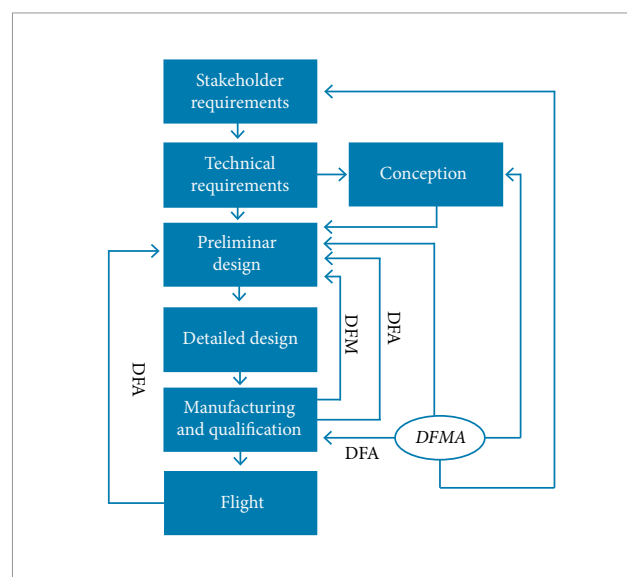 Stakeholder
requirements
Technical
requirements
Conception
Preliminar
design
Detailed design
DFM
DFA
DFA
Manufacturing
and qualification
DFMA
DFA
Flight